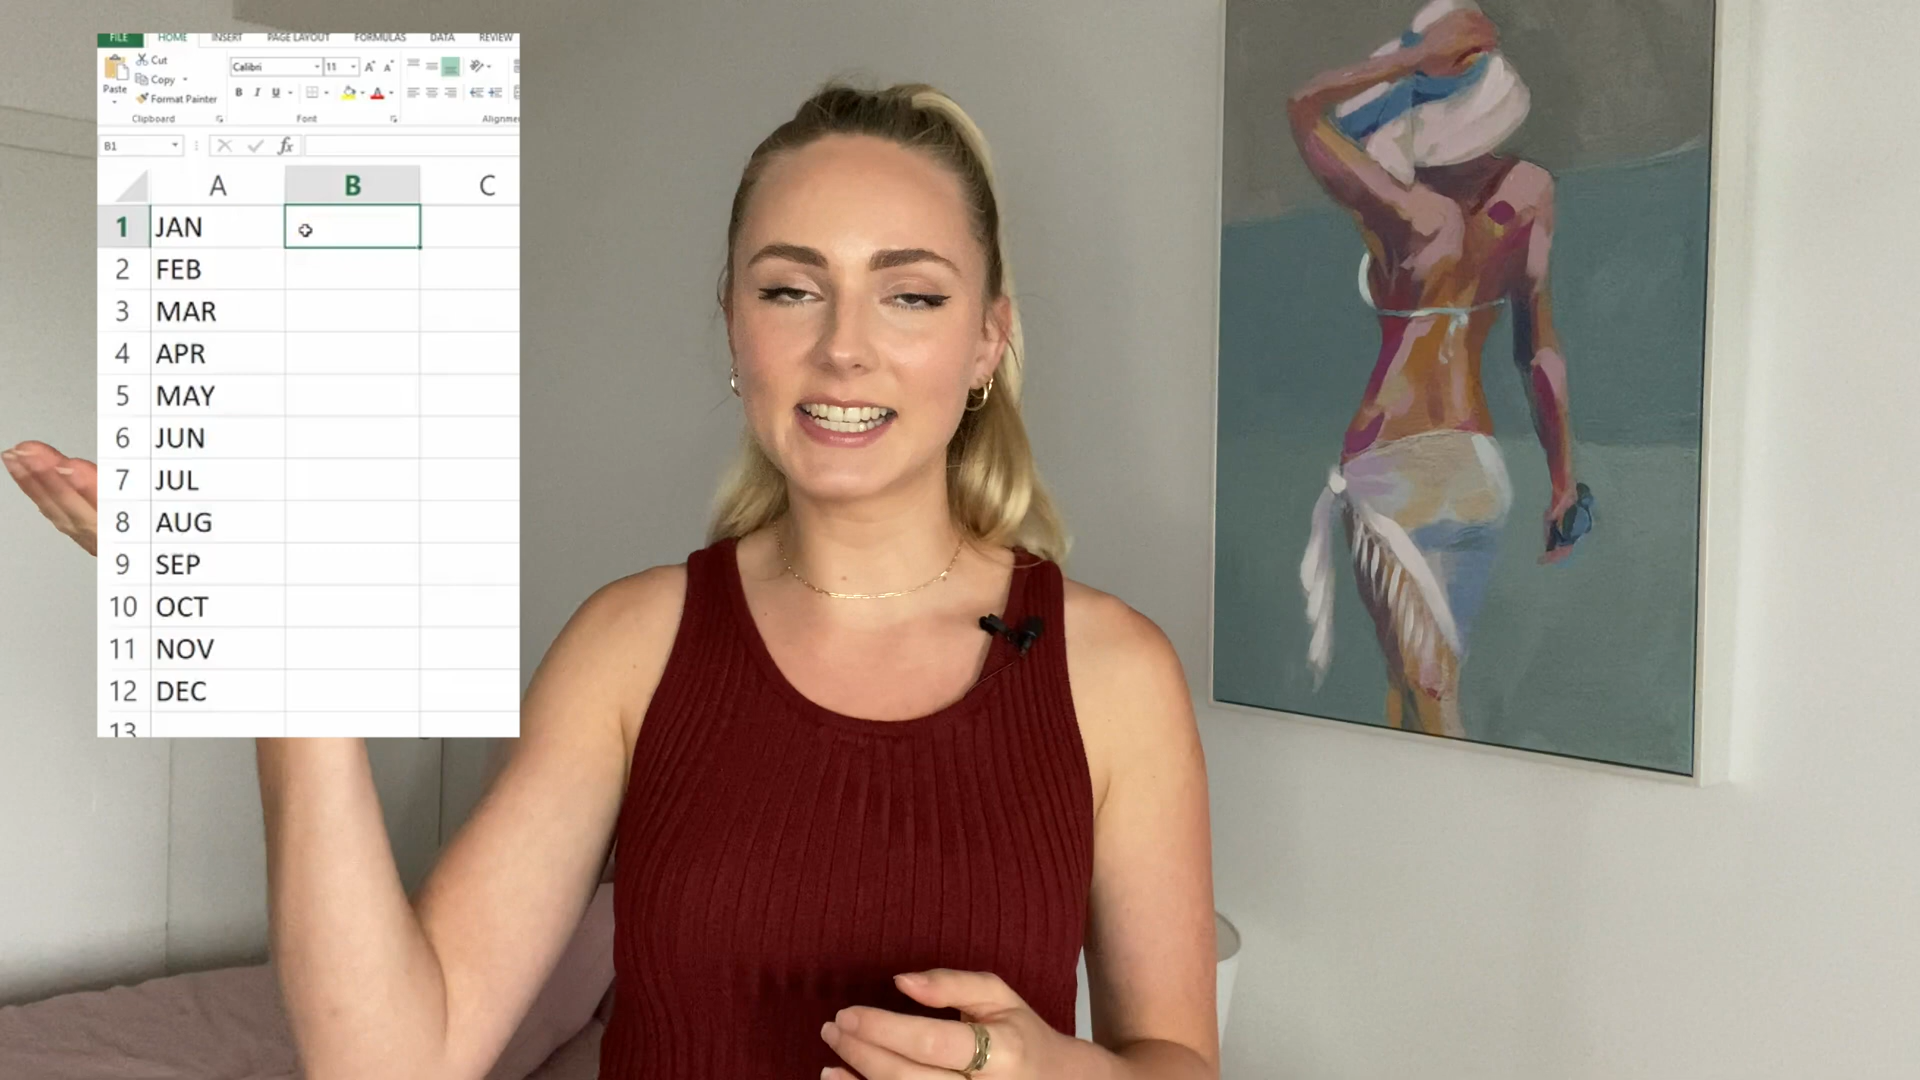 FILE HOME INSERT PAGE LAYOUT FORMULAS DATA REVIEW
Cut
Copy
Paste
Format Painter
Calibri 11 A A
B I U A
Clipboard Font
B1 fx
A B C
1 JAN
2 FEB
3 MAR
4 APR
5 MAY
6 JUN
7 JUL
8 AUG
9 SEP
10 OCT
11 NOV
12 DEC
13